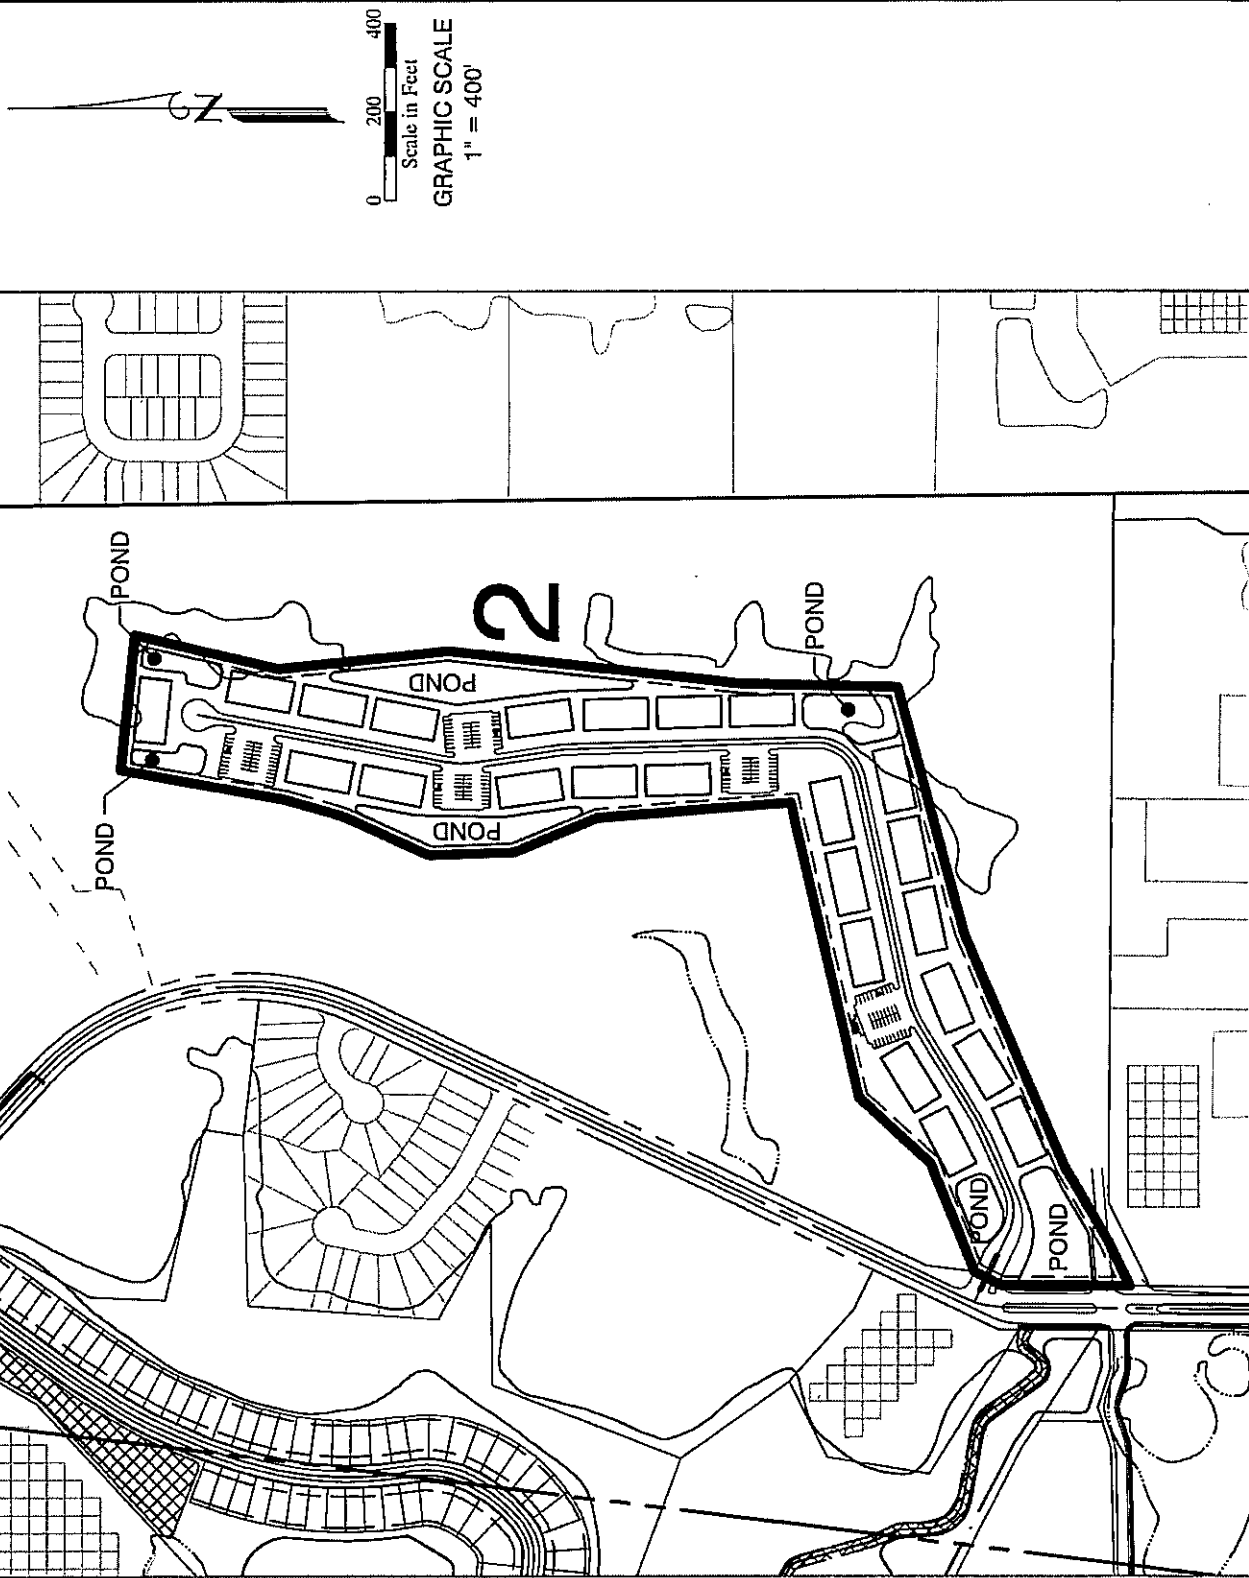 N
0 200 400
Scale in Feet
GRAPHIC SCALE
1" = 400'
POND
2
POND
POND
POND
POND
POND
POND